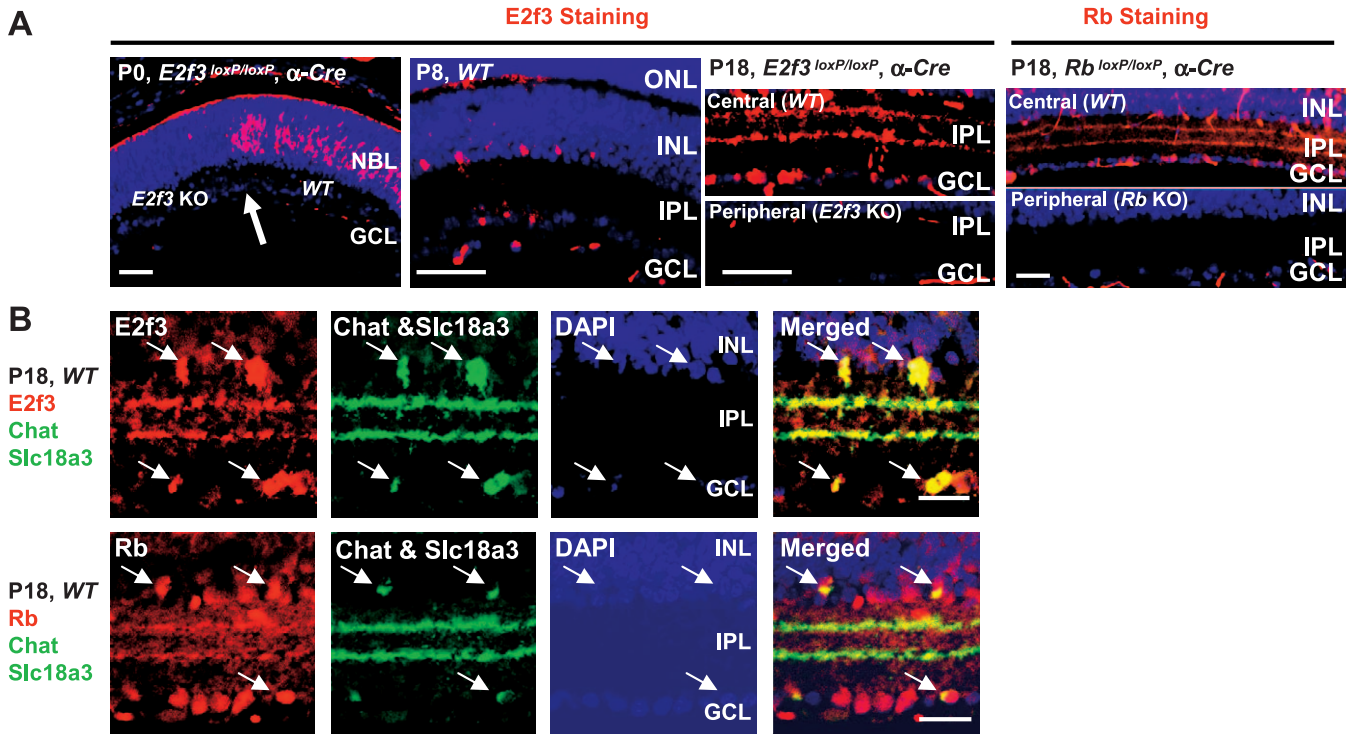 A
E2f3 Staining
Rb Staining
P0, E2f3 loxP/loxP, α-Cre
NBL
E2f3 KO
WT
GCL
P8, WT
ONL
INL
IPL
GCL
P18, E2f3 loxP/loxP, α-Cre
Central (WT)
IPL
GCL
Peripheral (E2f3 KO)
IPL
GCL
P18, Rb loxP/loxP, α-Cre
Central (WT)
INL
IPL
GCL
Peripheral (Rb KO)
INL
IPL
GCL
B
P18, WT
E2f3
Chat
Slc18a3
E2f3
Chat &Slc18a3
DAPI
INL
IPL
GCL
Merged
P18, WT
Rb
Chat
Slc18a3
Rb
Chat & Slc18a3
DAPI
INL
IPL
GCL
Merged